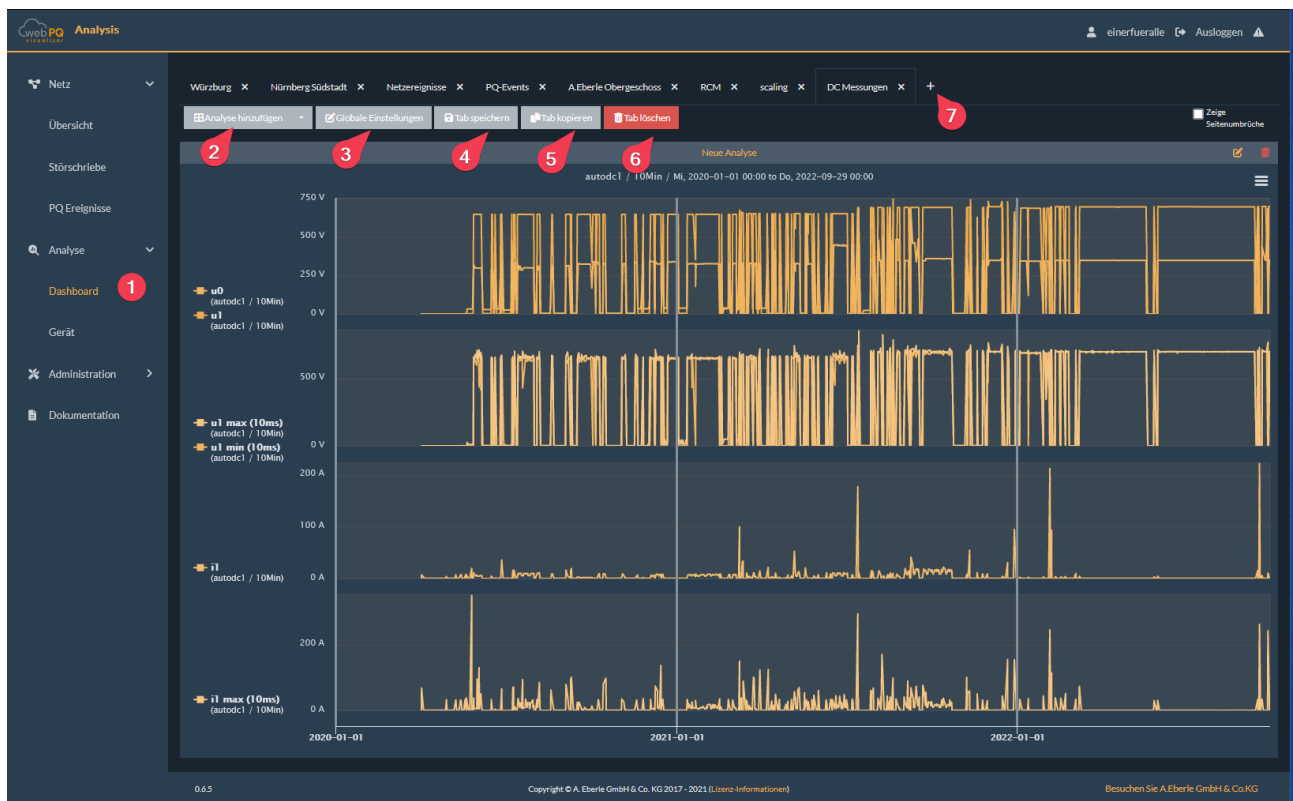 webPQ
visualizer
Analysis
einerfueralle
Ausloggen
Netz
Übersicht
Störschriebe
PQ Ereignisse
Analyse
Dashboard
1
Gerät
Administration
Dokumentation
Würzburg
Nürnberg Südstadt
Netzereignisse
PQ-Events
A.Eberle Obergeschoss
RCM
scaling
DC Messungen
+
7
Analyse hinzufügen
Globale Einstellungen
Tab speichern
Tab kopieren
Tab löschen
Zeige
Seitenumbrüche
2
3
4
5
6
Neue Analyse
autodc1 / 10Min / Mi, 2020-01-01 00:00 to Do, 2022-09-29 00:00
750 V
500 V
250 V
0 V
u0
(autodc1 / 10Min)
u1
(autodc1 / 10Min)
500 V
0 V
u1 max (10ms)
(autodc1 / 10Min)
u1 min (10ms)
(autodc1 / 10Min)
200 A
100 A
0 A
i1
(autodc1 / 10Min)
200 A
0 A
i1 max (10ms)
(autodc1 / 10Min)
2020-01-01
2021-01-01
2022-01-01
0.6.5
Copyright © A. Eberle GmbH & Co. KG 2017 - 2021 (Lizenz-Informationen)
Besuchen Sie A.Eberle GmbH & Co.KG